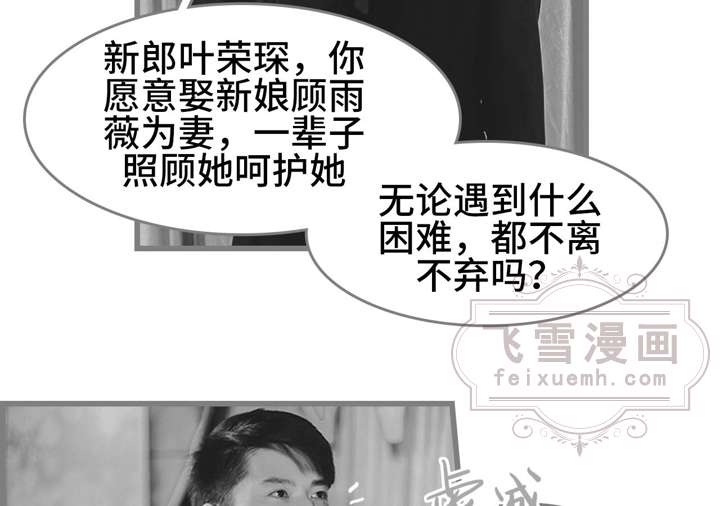 新郎叶荣琛，你
愿意娶新娘顾雨
薇为妻，一辈子
照顾她呵护她
无论遇到什么
困难，都不离
不弃吗？
飞雪漫画
feixuemh.com
虔诚